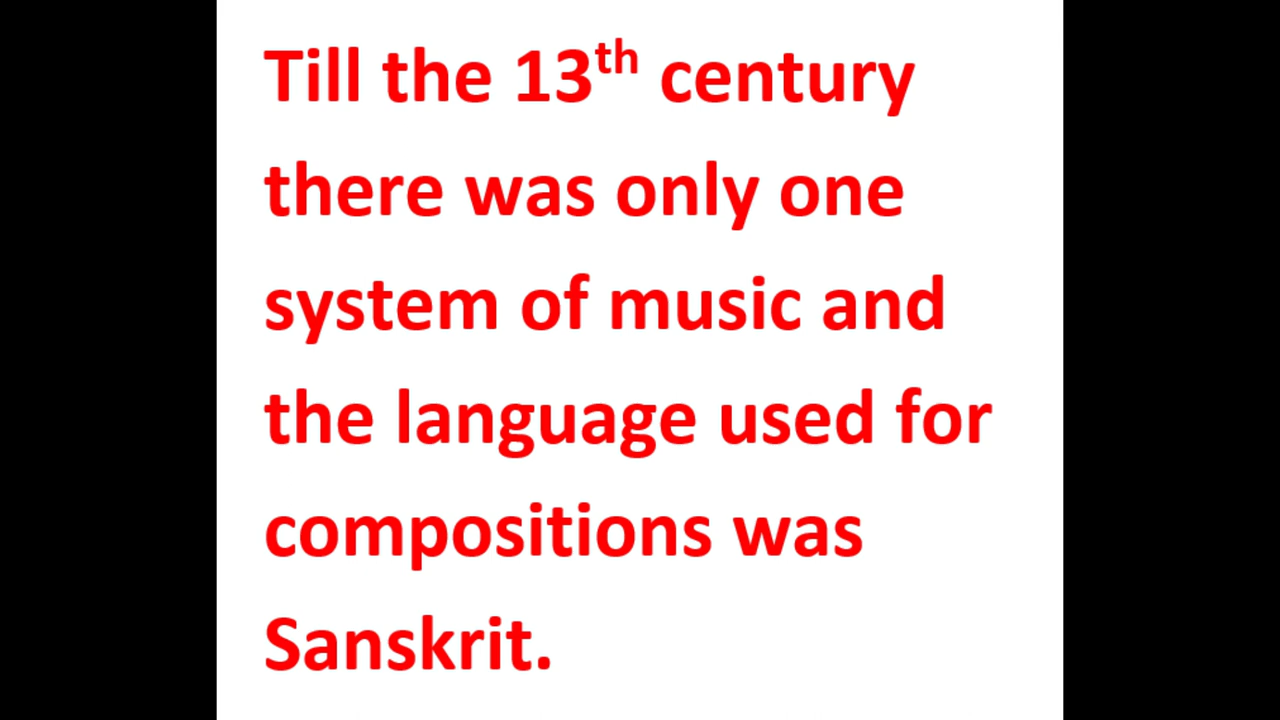 Till the 13th century
there was only one
system of music and
the language used for
compositions was
Sanskrit.